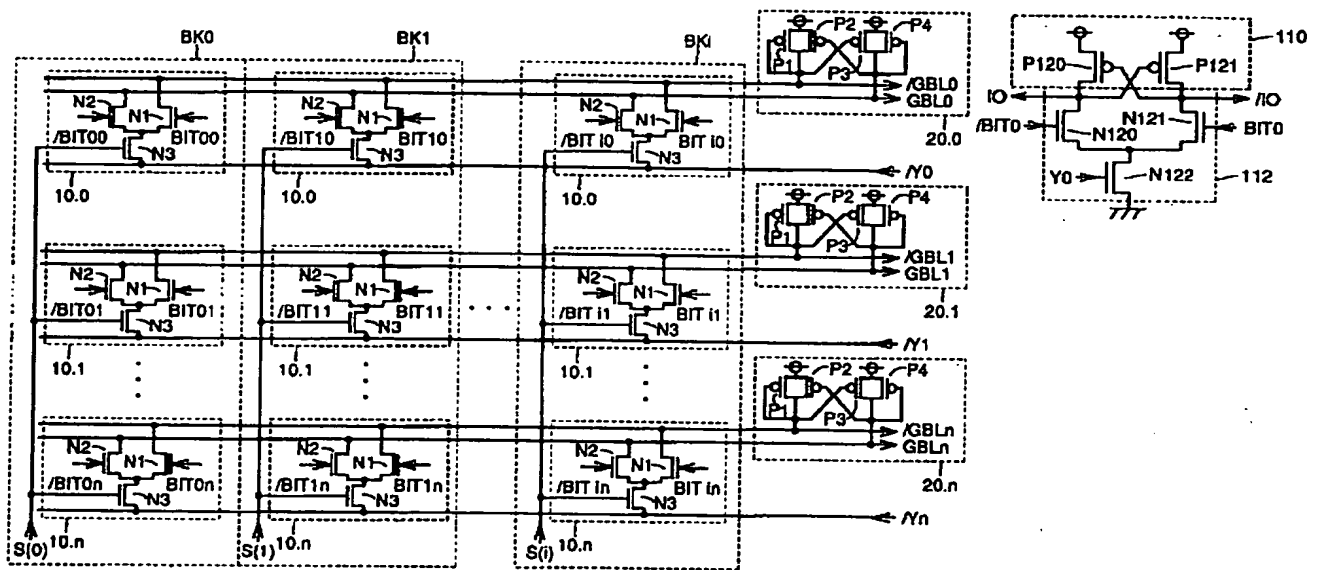 BK0
BK1
BKi
P2
P4
P1
P3
/GBL0
GBL0
20.0
N2
N1
/BIT00
BIT00
N3
10.0
N2
N1
/BIT10
BIT10
N3
10.0
N2
N1
/BIT i0
BIT i0
N3
10.0
/Y0
P2
P4
P1
P3
/GBL1
GBL1
20.1
N2
N1
/BIT01
BIT01
N3
10.1
N2
N1
/BIT11
BIT11
N3
10.1
. . .
N2
N1
/BIT i1
BIT i1
N3
10.1
/Y1
P2
P4
P1
P3
/GBLn
GBLn
20.n
N2
N1
/BIT0n
BIT0n
N3
10.n
N2
N1
/BIT1n
BIT1n
N3
10.n
N2
N1
/BIT in
BIT in
N3
10.n
/Yn
S(0)
S(1)
S(i)
110
P120
P121
IO
/IO
/BIT0
N120
N121
BIT0
Y0
N122
112